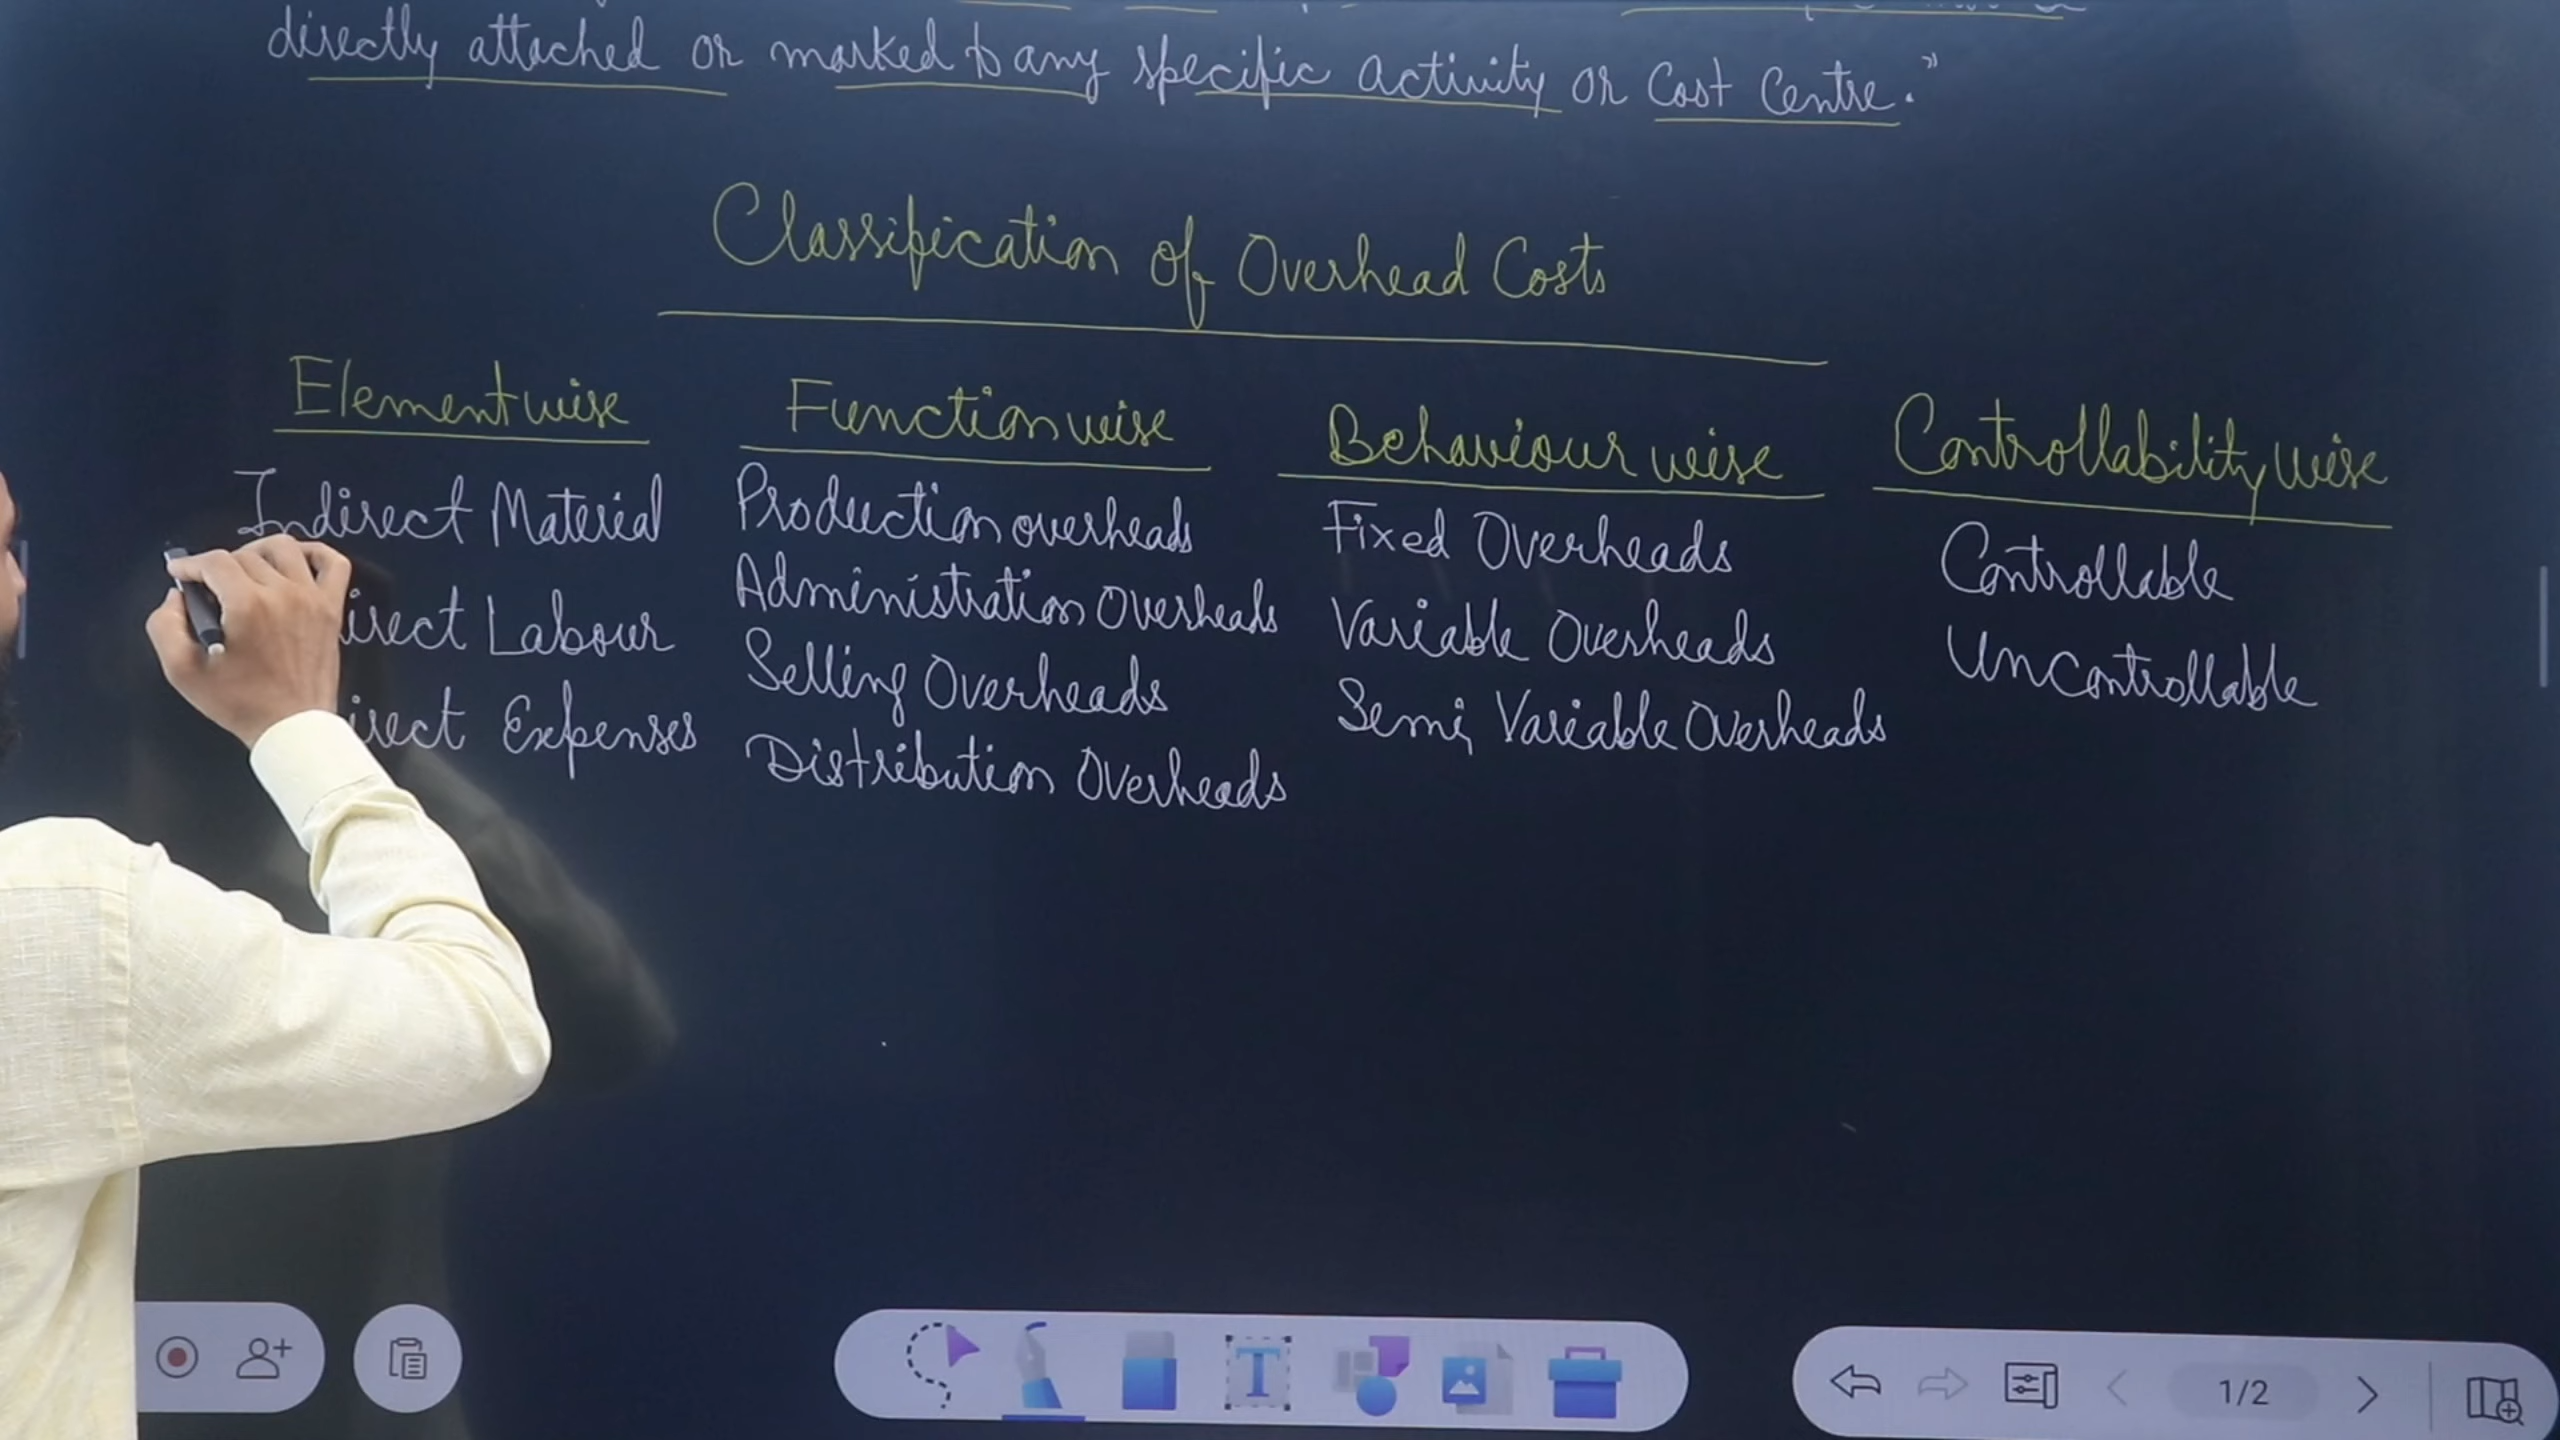 directly attached or marked to any specific activity or Cost Centre."
Classification of Overhead Costs
Elementwise Functionwise Behaviour wise Controllability wise
Indirect Material Production overheads Fixed Overheads Controllable
irect Labour Administration Overheads Variable Overheads Uncontrollable
irect Expenses Selling Overheads Semi Variable Overheads
Distribution Overheads
1/2